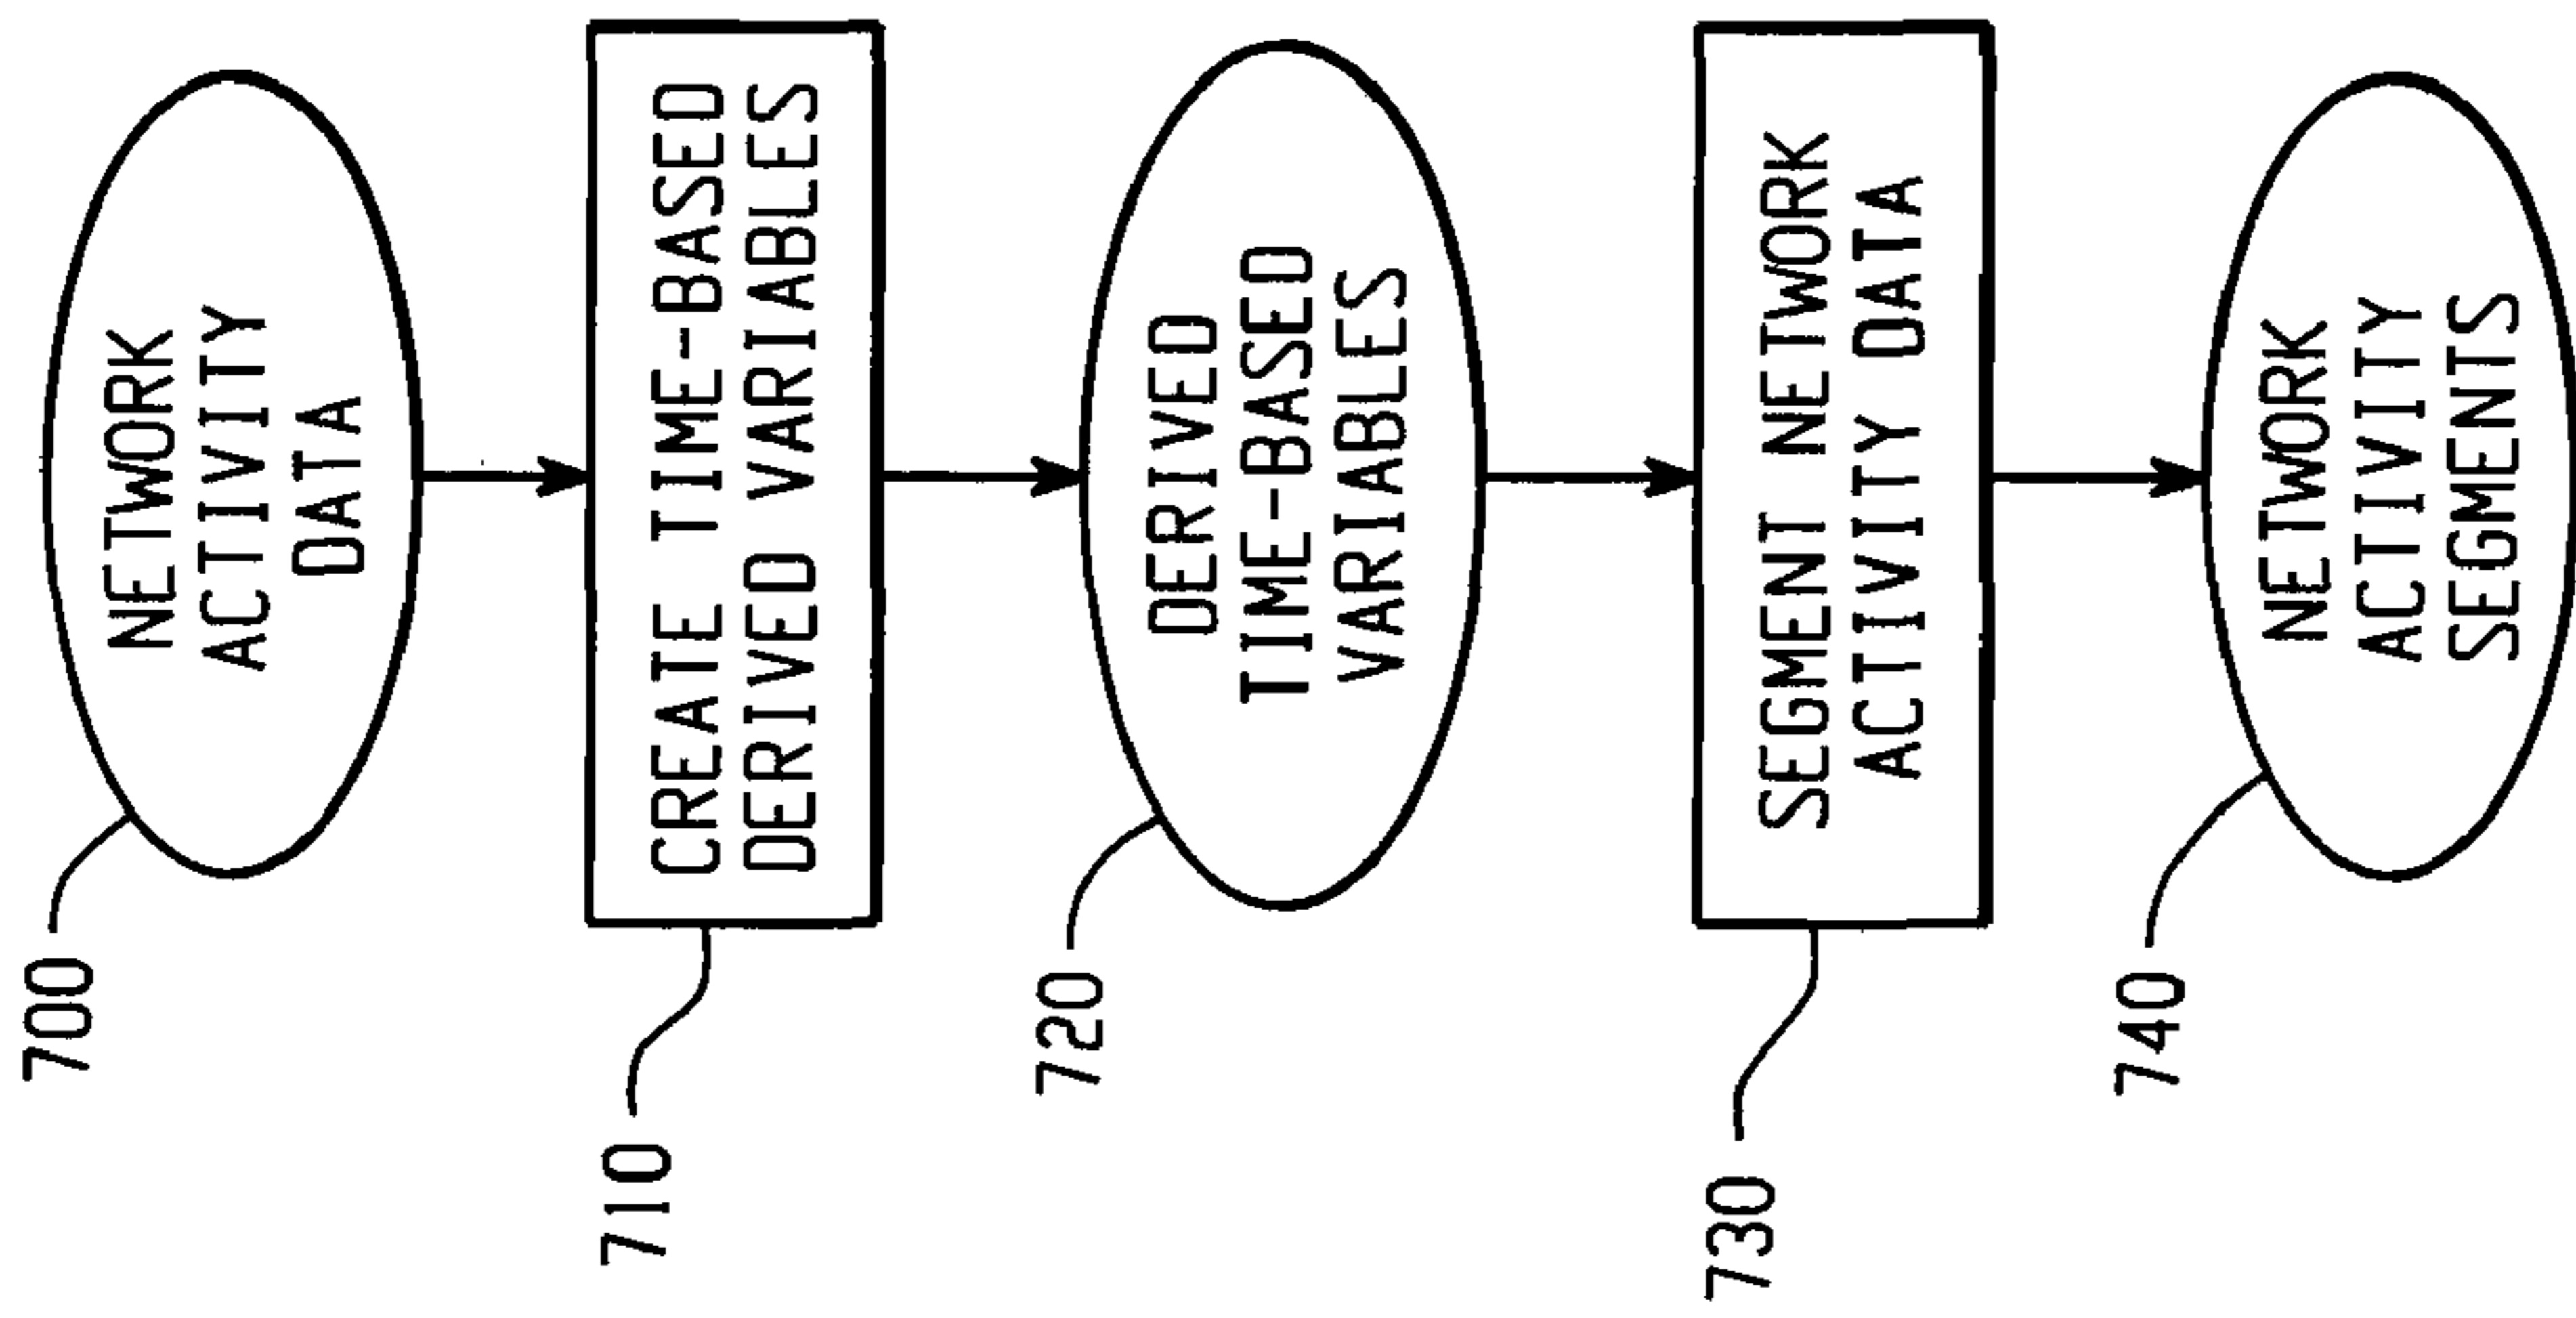 700
NETWORK
ACTIVITY
DATA
710
CREATE TIME-BASED
DERIVED VARIABLES
720
DERIVED
TIME-BASED
VARIABLES
730
SEGMENT NETWORK
ACTIVITY DATA
740
NETWORK
ACTIVITY
SEGMENTS